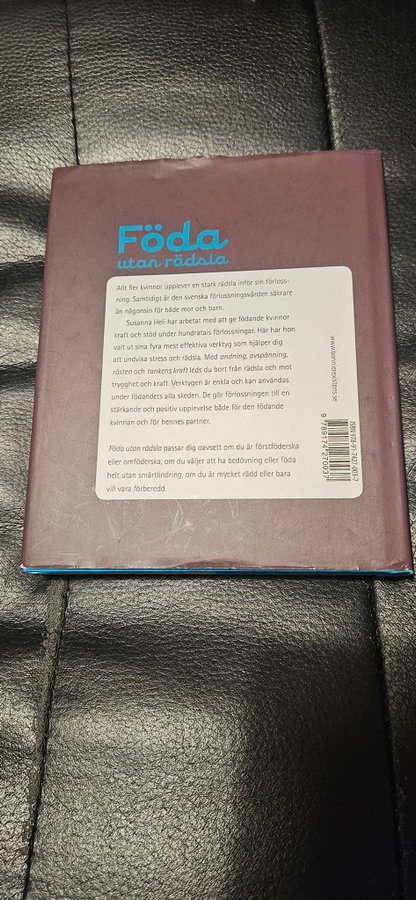 Föda
utan rädsla
Allt fler kvinnor upplever en stark rädsla inför sin förloss-
ning. Samtidigt är den svenska förlossningsvården säkrare
än någonsin för både mor och barn.
Susanna Heli har arbetat med att ge födande kvinnor
kraft och stöd under hundratals förlossningar. Här har hon
valt ut sina fyra mest effektiva verktyg som hjälper dig
att undvika stress och rädsla. Med andning, avspänning,
rösten och tankens kraft leds du bort från rädsla och mot
trygghet och kraft. Verktygen är enkla och kan användas
under födandets alla skeden. De gör förlossningen till en
stärkande och positiv upplevelse både för den födande
kvinnan och för hennes partner.
Föda utan rädsla passar dig oavsett om du är förstföderska
eller omföderska, om du väljer att ha bedövning eller föda
helt utan smärtlindring, om du är mycket rädd eller bara
vill vara förberedd.
www.bonnierexistens.se
ISBN 978-91-7427-003-7
9789174270037